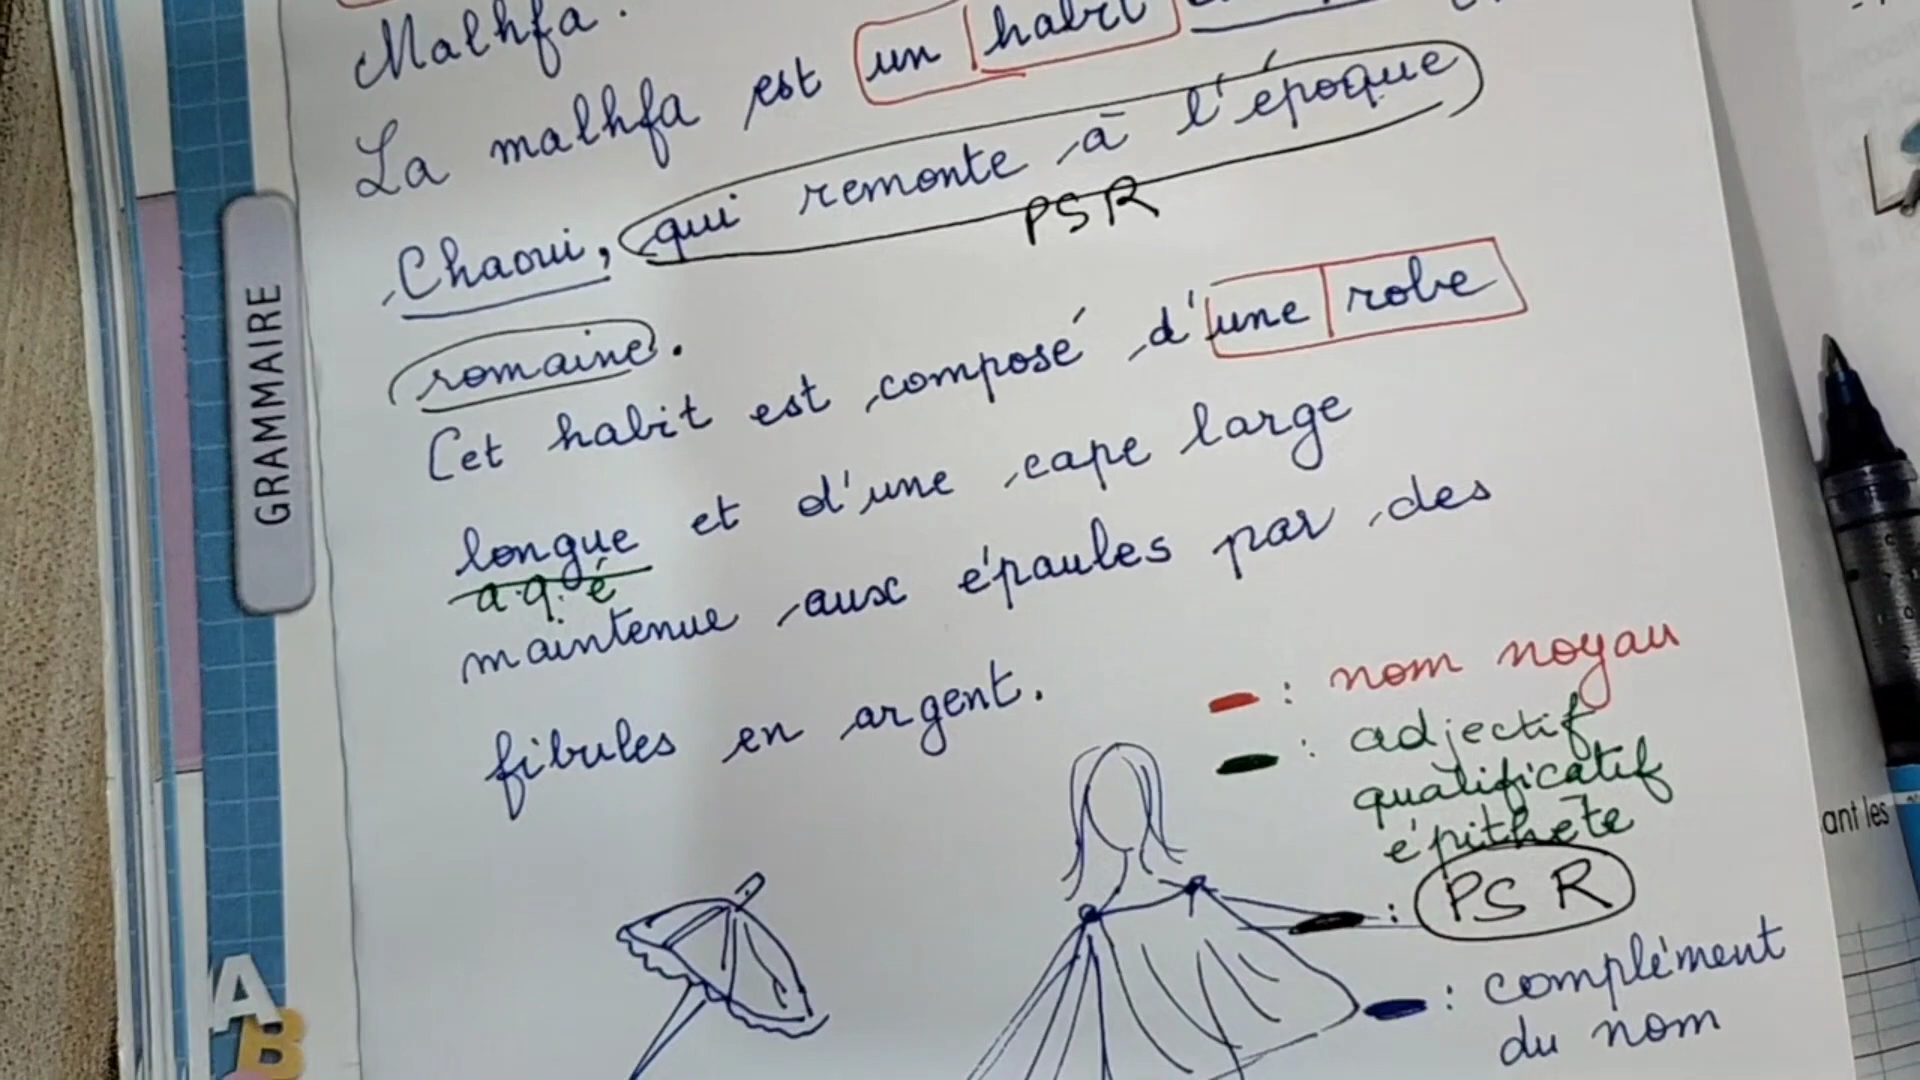 Malhfa.
La malhfa est un habit
Chaoui, qui remonte à l'époque
PSR
romaine.
Cet habit est composé d'une robe
longue et d'une cape large
a.q.é
maintenue aux épaules par des
fibules en argent.
: nom noyau
: adjectif
qualificatif
épithète
: PSR
: complément
du nom
GRAMMAIRE
AB
ant les